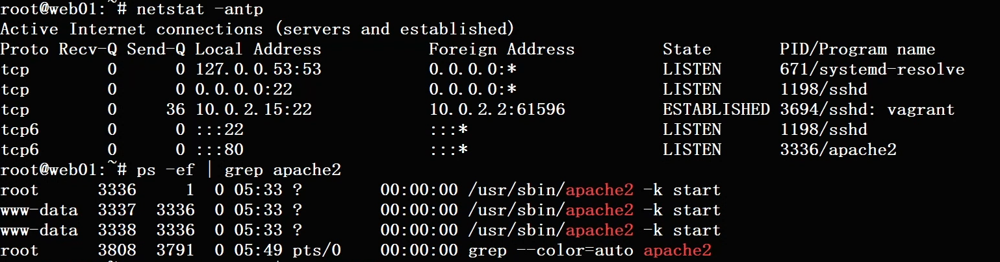 root@web01:~# netstat -antp
Active Internet connections (servers and established)
Proto Recv-Q Send-Q Local Address           Foreign Address         State       PID/Program name
tcp        0      0 127.0.0.53:53           0.0.0.0:*               LISTEN      671/systemd-resolve
tcp        0      0 0.0.0.0:22              0.0.0.0:*               LISTEN      1198/sshd
tcp        0     36 10.0.2.15:22            10.0.2.2:61596          ESTABLISHED 3694/sshd: vagrant
tcp6       0      0 :::22                   :::*                    LISTEN      1198/sshd
tcp6       0      0 :::80                   :::*                    LISTEN      3336/apache2
root@web01:~# ps -ef | grep apache2
root      3336     1  0 05:33 ?        00:00:00 /usr/sbin/apache2 -k start
www-data  3337  3336  0 05:33 ?        00:00:00 /usr/sbin/apache2 -k start
www-data  3338  3336  0 05:33 ?        00:00:00 /usr/sbin/apache2 -k start
root      3808  3791  0 05:49 pts/0    00:00:00 grep --color=auto apache2